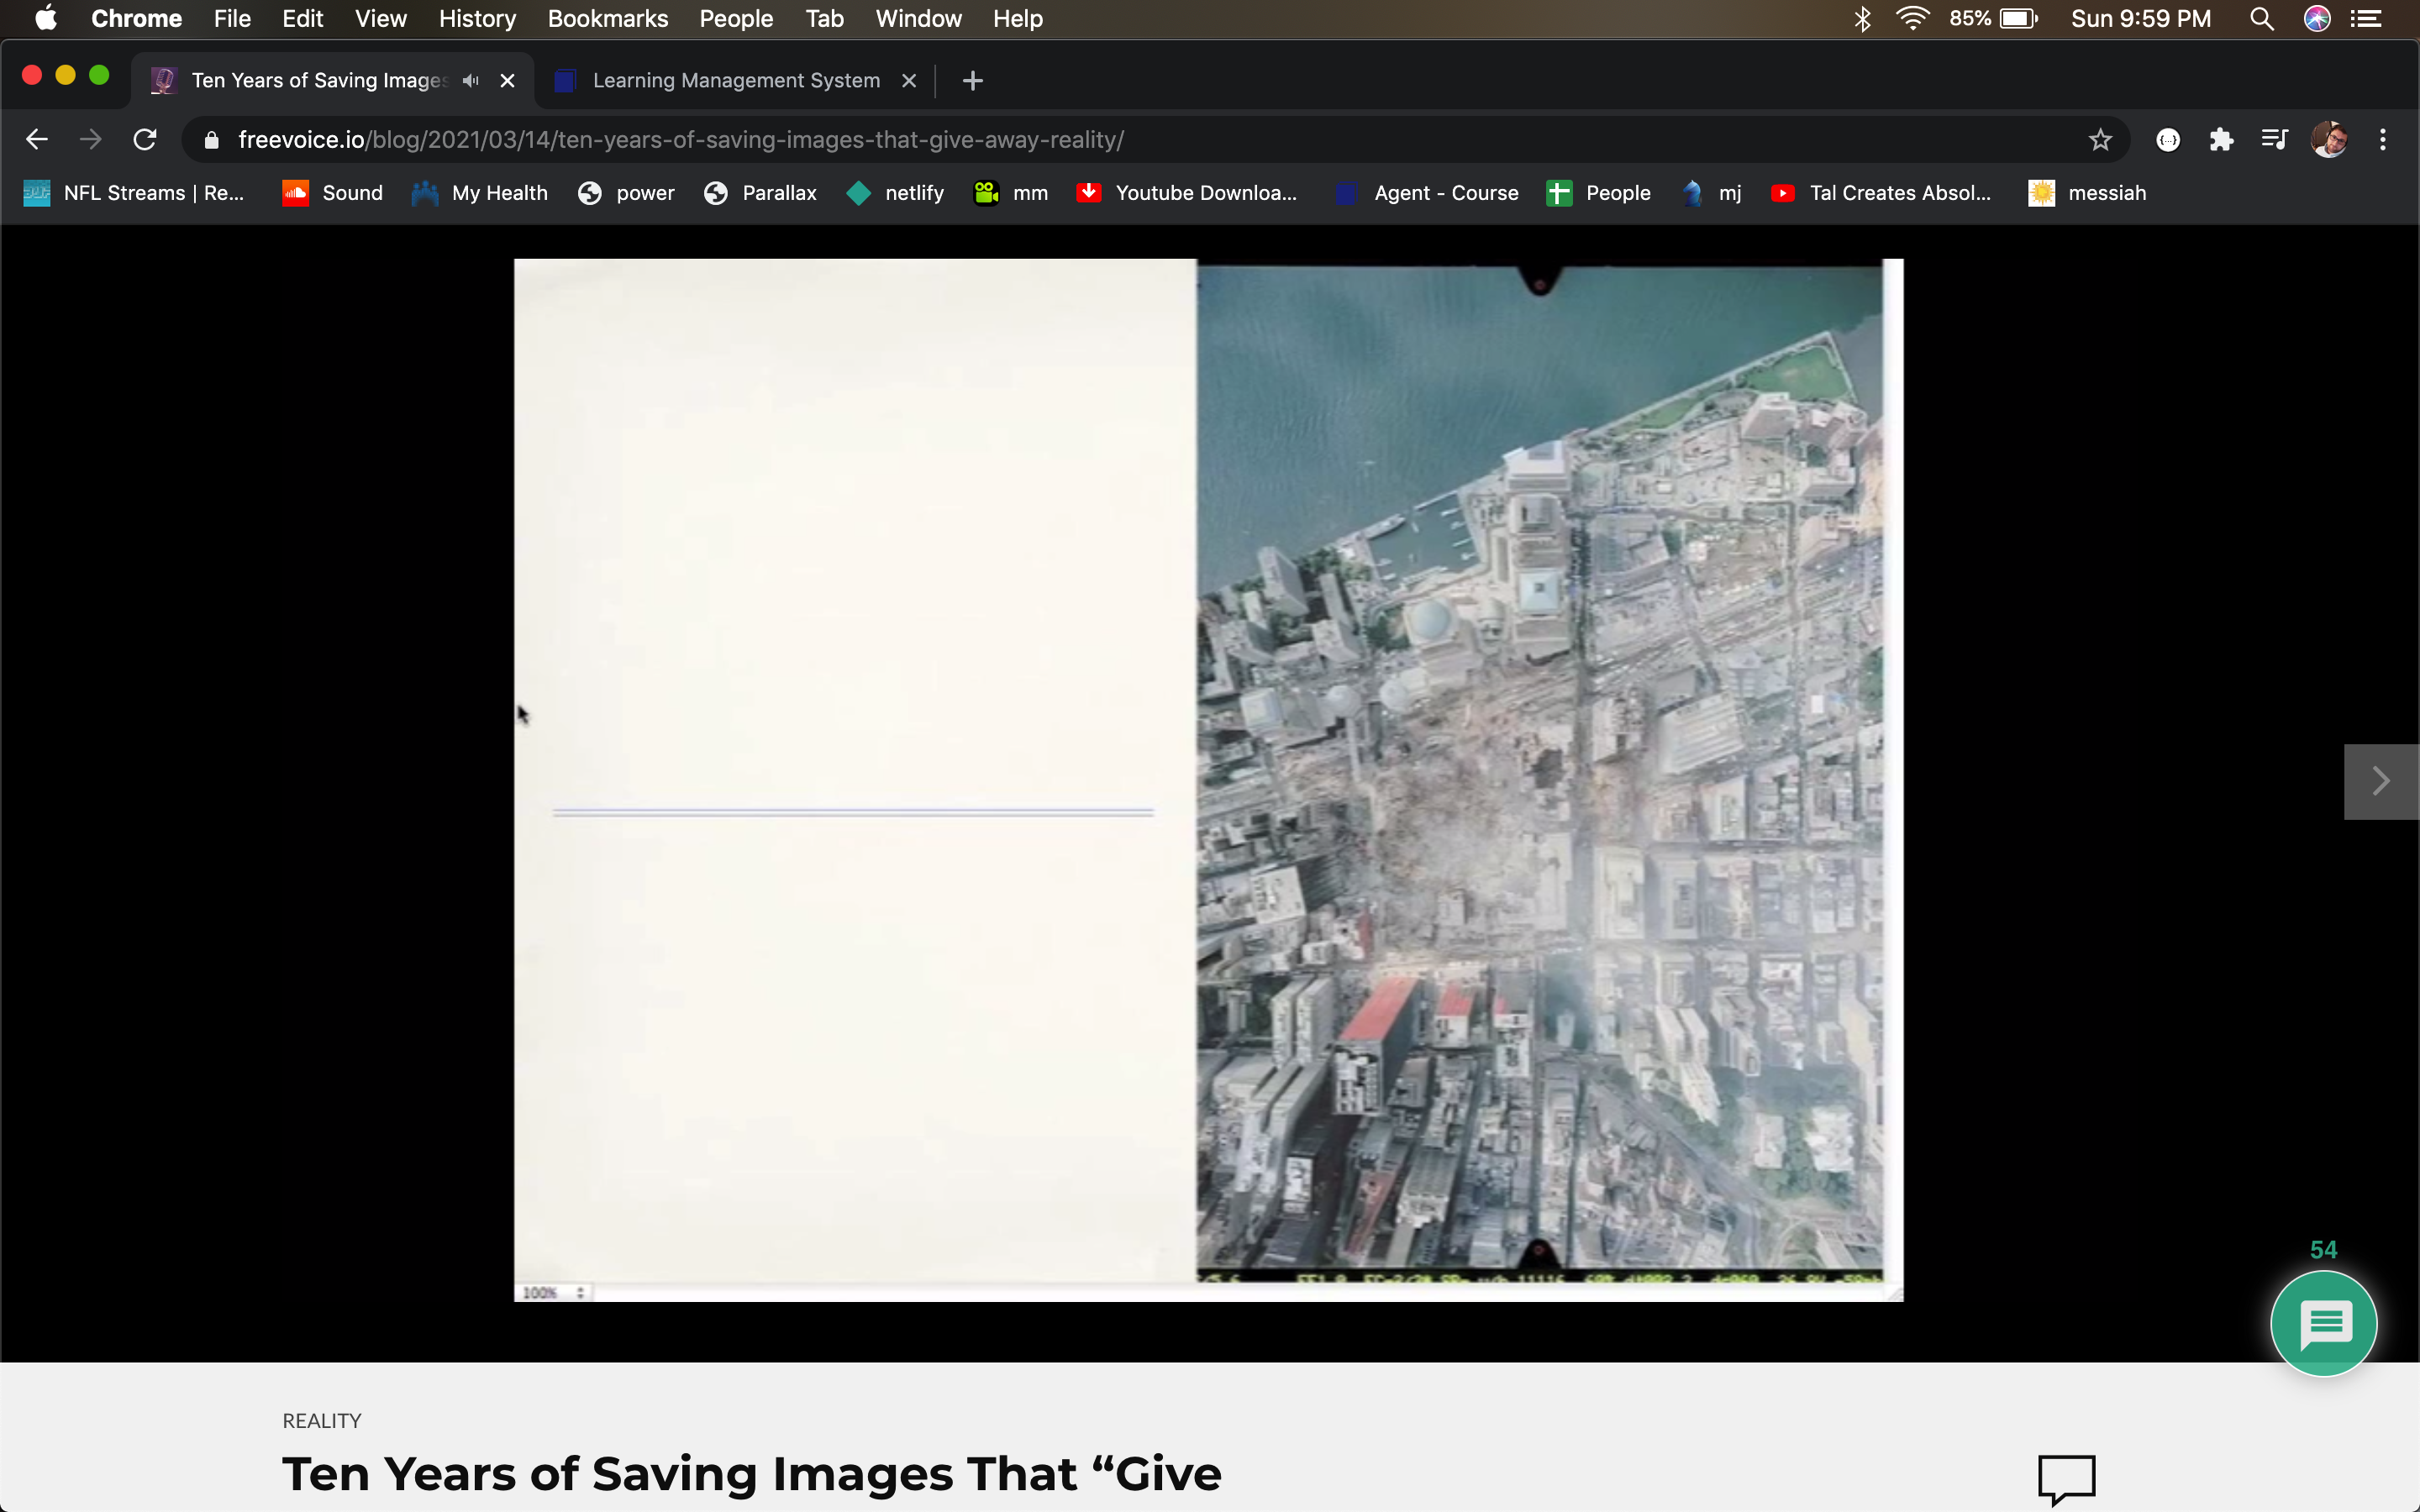 Chrome File Edit View History Bookmarks People Tab Window Help 85% Sun 9:59 PM
Ten Years of Saving Images Learning Management System
freevoice.io/blog/2021/03/14/ten-years-of-saving-images-that-give-away-reality/
NFL Streams | Re... Sound My Health power Parallax netlify mm Youtube Downloa... Agent - Course People mj Tal Creates Absol... messiah
100%
54
REALITY
Ten Years of Saving Images That “Give